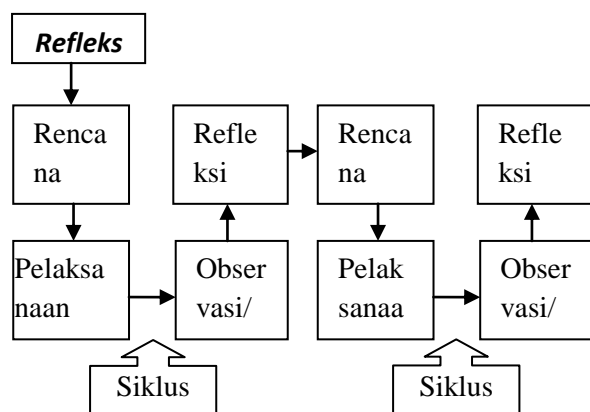 Refleks
Renca
na
Refle
ksi
Renca
na
Refle
ksi
Pelaksa
naan
Obser
vasi/
Pelak
sanaa
Obser
vasi/
Siklus
Siklus